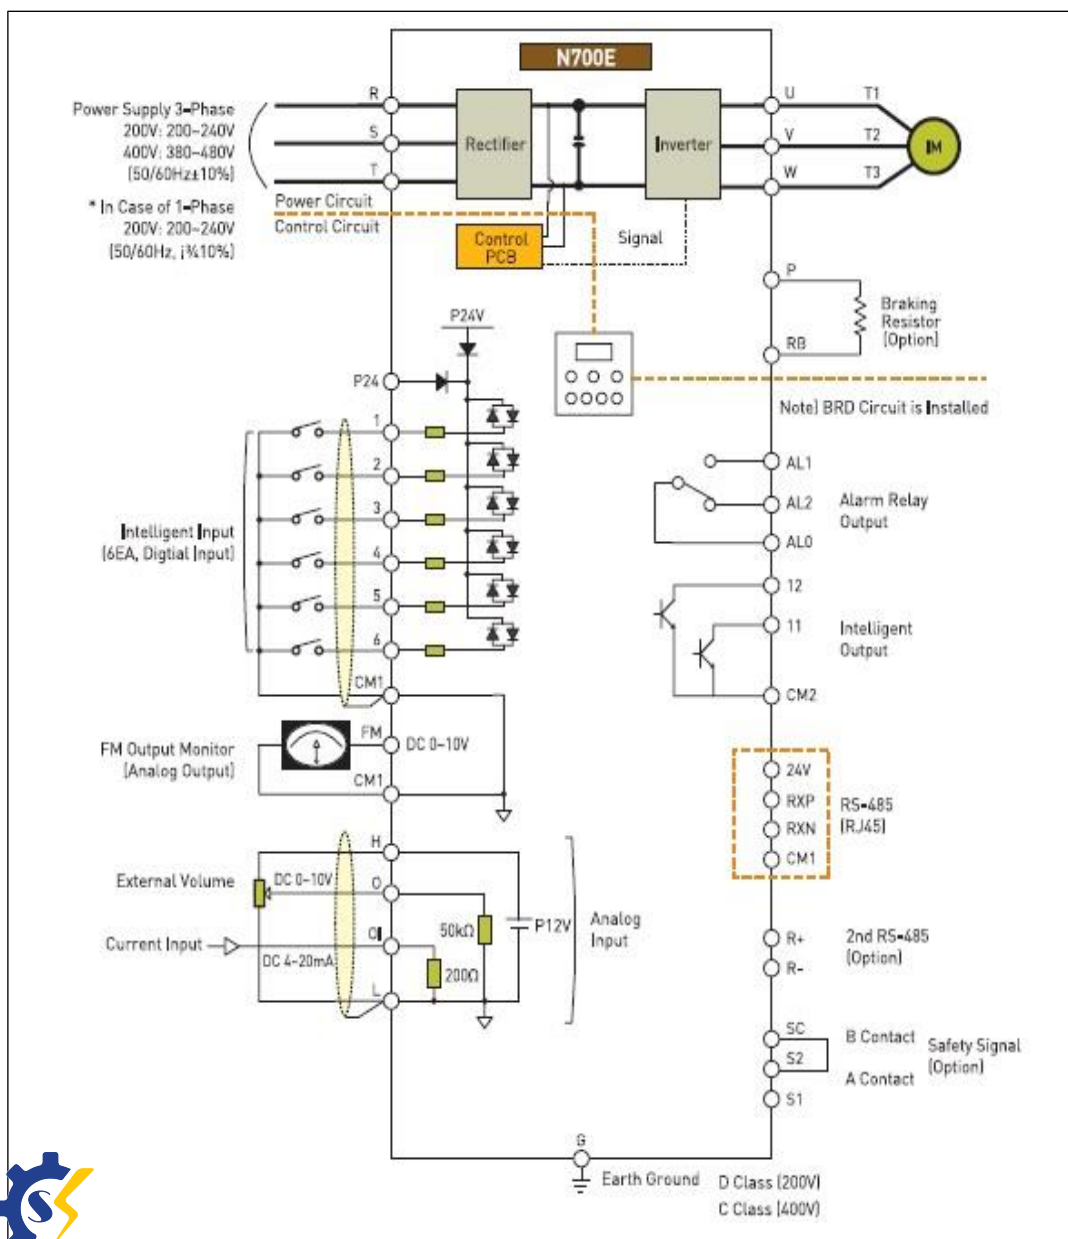 N700E
Power Supply 3-Phase
200V: 200~240V
400V: 380~480V
(50/60Hz±10%)
* In Case of 1-Phase
200V: 200~240V
(50/60Hz, ¡¾10%)
R
S
T
Rectifier
Inverter
U
V
W
T1
T2
T3
IM
Power Circuit
Control Circuit
Control
PCB
Signal
P
RB
Braking
Resistor
(Option)
Note) BRD Circuit is Installed
P24V
P24
1
2
3
4
5
6
CM1
Intelligent Input
(6EA, Digtial Input)
AL1
AL2
AL0
Alarm Relay
Output
12
11
CM2
Intelligent
Output
FM Output Monitor
(Analog Output)
FM
DC 0~10V
CM1
24V
RXP
RXN
CM1
RS-485
(RJ45)
External Volume
Current Input
DC 0~10V
DC 4~20mA
H
O
OI
L
50kΩ
200Ω
P12V
Analog
Input
R+
R-
2nd RS-485
(Option)
SC
S2
S1
B Contact
A Contact
Safety Signal
(Option)
G
Earth Ground
D Class (200V)
C Class (400V)
S